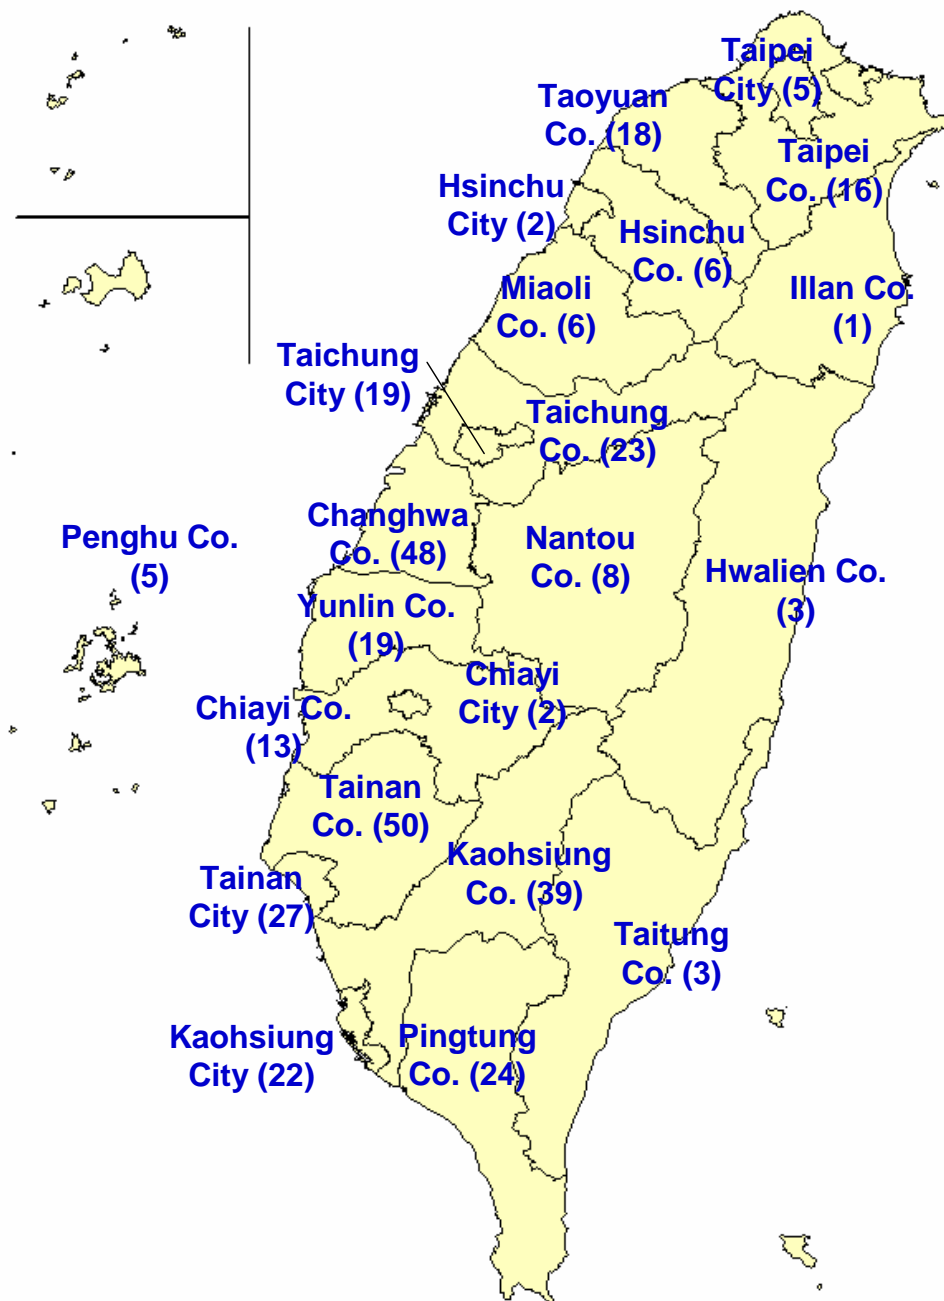 Taipei
City (5)
Taoyuan
Co. (18)
Taipei
Co. (16)
Hsinchu
City (2)
Hsinchu
Co. (6)
Miaoli
Co. (6)
Illan Co.
(1)
Taichung
City (19)
Taichung
Co. (23)
Changhwa
Co. (48)
Nantou
Co. (8)
Penghu Co.
(5)
Hwalien Co.
(3)
Yunlin Co.
(19)
Chiayi
City (2)
Chiayi Co.
(13)
Tainan
Co. (50)
Kaohsiung
Co. (39)
Tainan
City (27)
Taitung
Co. (3)
Kaohsiung
City (22)
Pingtung
Co. (24)